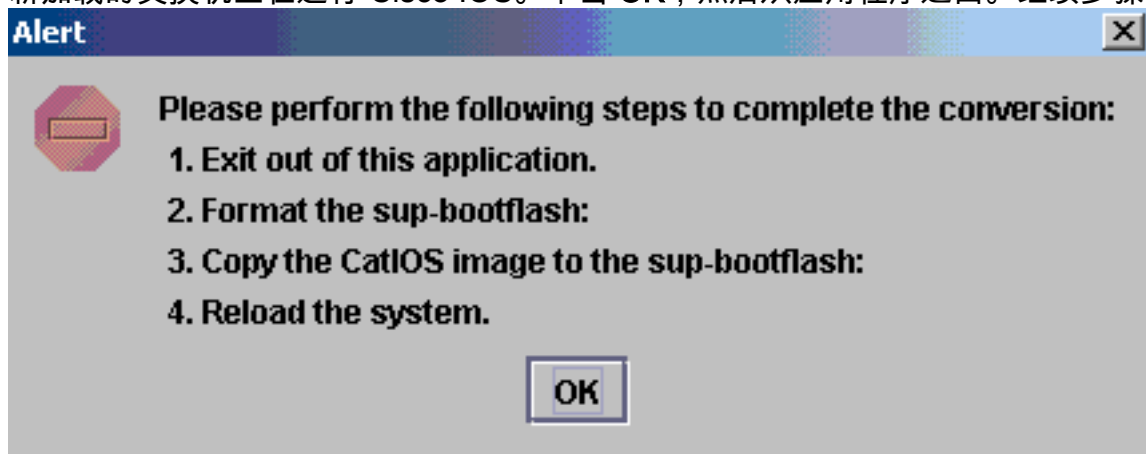 Alert
Please perform the following steps to complete the conversion:
1. Exit out of this application.
2. Format the sup-bootflash:
3. Copy the CatIOS image to the sup-bootflash:
4. Reload the system.
OK